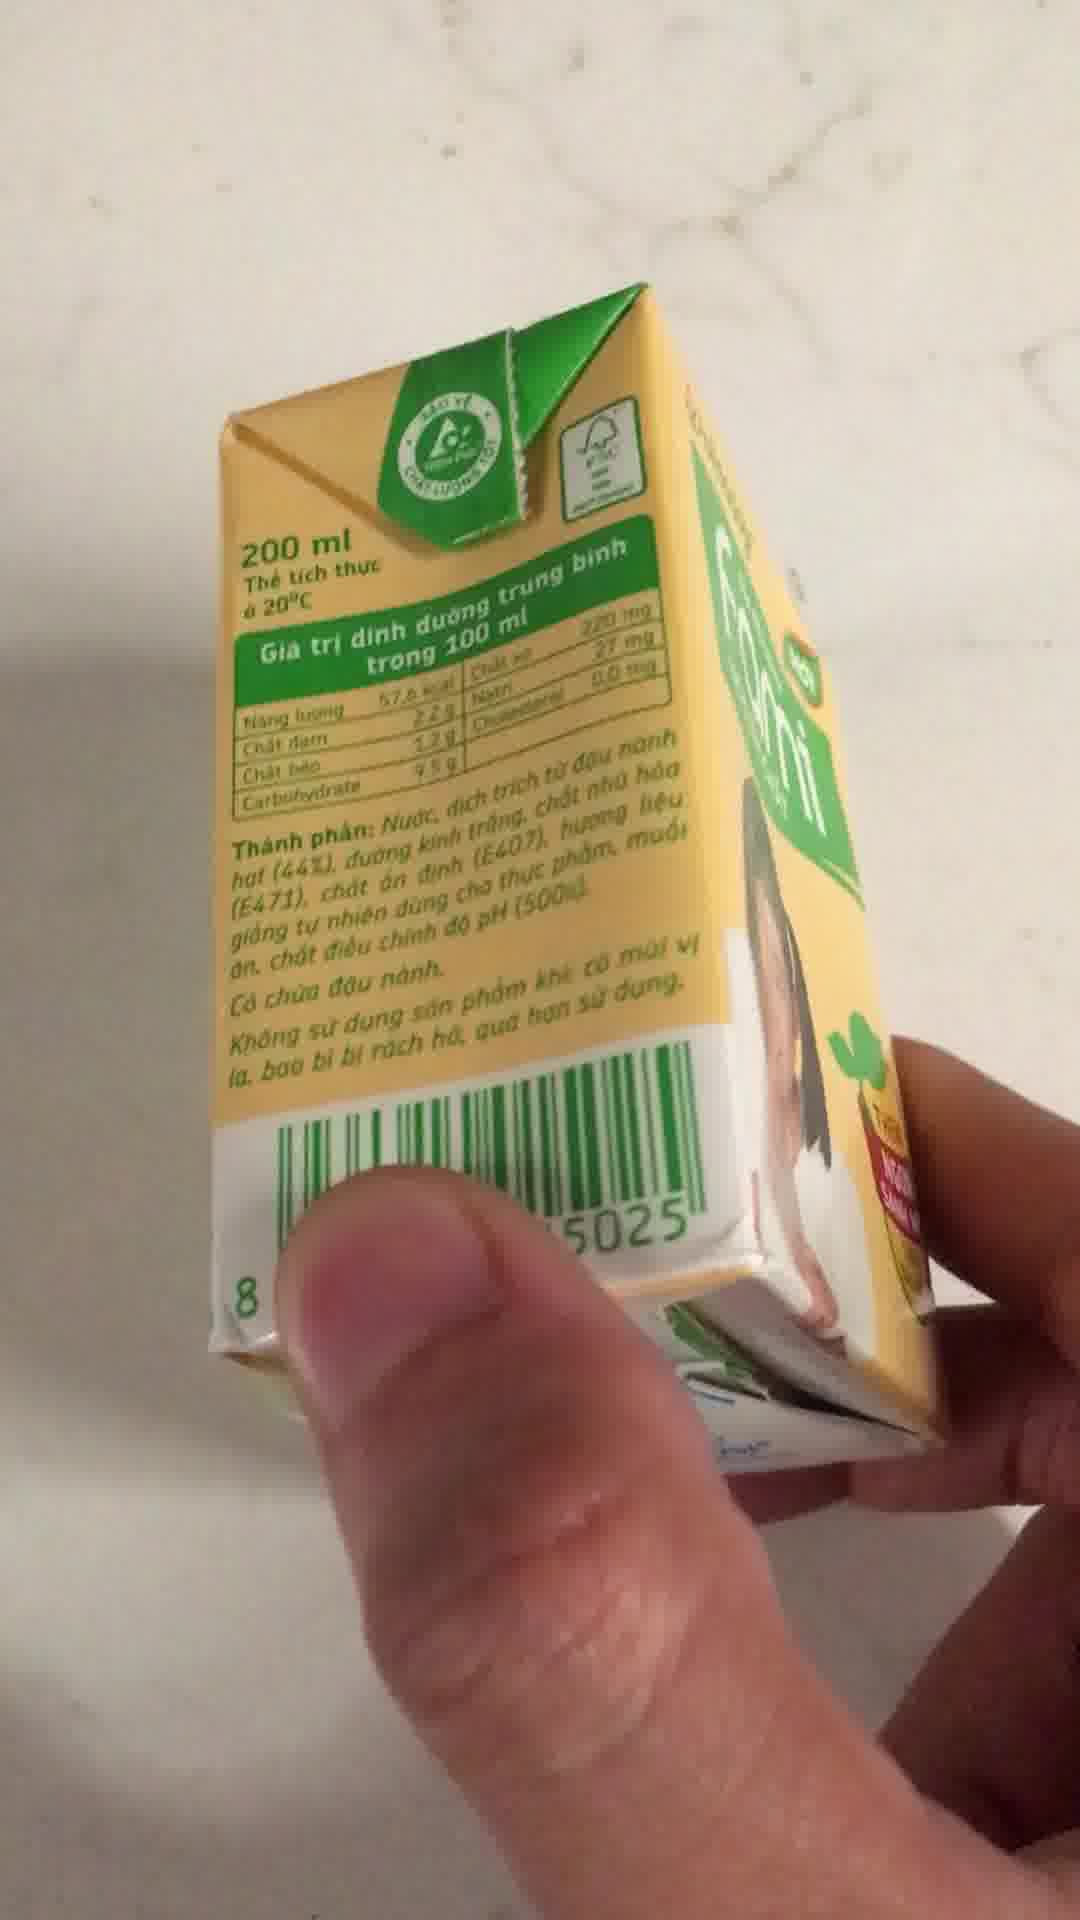 BẢO VỆ
CHẤT LƯỢNG TỐT
200 ml
Thể tích thực
ở 20°C
Giá trị dinh dưỡng trung bình
trong 100 ml
Năng lượng 57,6 kcal Chất xơ 220 mg
Chất đạm 2,2 g Natri 27 mg
Chất béo 1,2 g Cholesterol 0,0 mg
Carbohydrate 9,5 g
Thành phần: Nước, dịch trích từ đậu nành
hạt (44%), đường kính trắng, chất nhũ hóa
(E471), chất ổn định (E407), hương liệu
giống tự nhiên dùng cho thực phẩm, muối
ăn, chất điều chỉnh độ pH (500ii).
Có chứa đậu nành.
Không sử dụng sản phẩm khi: có mùi vị
lạ, bao bì bị rách hở, quá hạn sử dụng.
8 5025